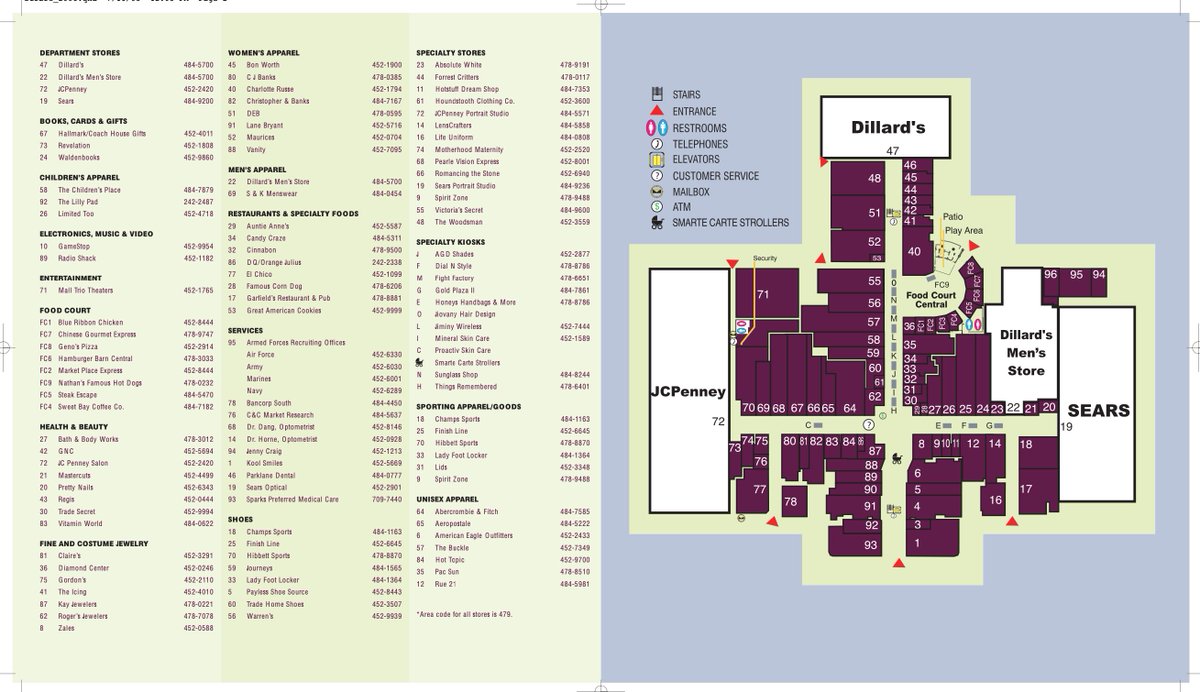 DEPARTMENT STORES
47 Dillard's 484-5700
22 Dillard's Men's Store 484-5700
72 JCPenney 452-2420
19 Sears 484-9200
BOOKS, CARDS & GIFTS
67 Hallmark/Coach House Gifts 452-4011
73 Revelation 452-1808
24 Waldenbooks 452-9860
CHILDREN'S APPAREL
58 The Children's Place 484-7879
92 The Lilly Pad 242-2487
26 Limited Too 452-4718
ELECTRONICS, MUSIC & VIDEO
10 GameStop 452-9954
89 Radio Shack 452-1182
ENTERTAINMENT
71 Mall Trio Theaters 452-1765
FOOD COURT
FC1 Blue Ribbon Chicken 452-8444
FC7 Chinese Gourmet Express 478-9747
FC8 Geno's Pizza 452-2914
FC6 Hamburger Barn Central 478-3033
FC2 Market Place Express 452-8444
FC9 Nathan's Famous Hot Dogs 478-0232
FC5 Steak Escape 484-5470
FC4 Sweet Bay Coffee Co. 484-7182
HEALTH & BEAUTY
27 Bath & Body Works 478-3012
42 GNC 452-5694
72 JC Penney Salon 452-2420
21 Mastercuts 452-4499
20 Pretty Nails 452-6343
43 Regis 452-0444
30 Trade Secret 452-9994
83 Vitamin World 484-0622
FINE AND COSTUME JEWELRY
81 Claire's 452-3291
36 Diamond Center 452-0246
75 Gordon's 452-2110
41 The Icing 452-4010
87 Kay Jewelers 478-0221
62 Roger's Jewelers 478-7078
8 Zales 452-0588
WOMEN'S APPAREL
45 Bon Worth 452-1900
80 C J Banks 478-0385
40 Charlotte Russe 452-1794
82 Christopher & Banks 484-7167
51 DEB 478-0595
91 Lane Bryant 452-5716
52 Maurices 452-0704
88 Vanity 452-7095
MEN'S APPAREL
22 Dillard's Men's Store 484-5700
69 S & K Menswear 484-0454
RESTAURANTS & SPECIALTY FOODS
29 Auntie Anne's 452-5587
34 Candy Craze 484-5311
32 Cinnabon 478-9500
86 DQ/Orange Julius 242-2338
77 El Chico 452-1099
28 Famous Corn Dog 478-6206
17 Garfield's Restaurant & Pub 478-8881
53 Great American Cookies 452-9999
SERVICES
95 Armed Forces Recruiting Offices
Air Force 452-6330
Army 452-6030
Marines 452-6001
Navy 452-6289
78 Bancorp South 484-4450
76 C&C Market Research 484-5637
68 Dr. Dang, Optometrist 452-8146
14 Dr. Horne, Optometrist 452-0928
94 Jenny Craig 452-1213
1 Kool Smiles 452-5669
46 Parklane Dental 484-0777
19 Sears Optical 452-2901
93 Sparks Preferred Medical Care 709-7440
SHOES
18 Champs Sports 484-1163
25 Finish Line 452-6645
70 Hibbett Sports 478-8870
59 Journeys 484-1565
33 Lady Foot Locker 484-1364
5 Payless Shoe Source 452-8443
60 Trade Home Shoes 452-3507
56 Warren's 452-9939
SPECIALTY STORES
23 Absolute White 478-9191
44 Forrest Critters 478-0117
11 Hotstuff Dream Shop 484-7353
61 Houndstooth Clothing Co. 452-3600
72 JCPenney Portrait Studio 484-5571
14 LensCrafters 484-5858
16 Life Uniform 484-0808
74 Motherhood Maternity 452-2520
68 Pearle Vision Express 452-8001
66 Romancing the Stone 452-6940
19 Sears Portrait Studio 484-9236
9 Spirit Zone 478-9488
55 Victoria's Secret 484-9600
48 The Woodsman 452-3559
SPECIALTY KIOSKS
J AGD Shades 452-2877
F Dial N Style 478-8786
M Fight Factory 478-6651
G Gold Plaza II 484-7861
E Honeys Handbags & More 478-8786
O Jovany Hair Design
L Jiminy Wireless 452-7444
I Mineral Skin Care 452-1589
C Proactiv Skin Care
Smarte Carte Strollers
N Sunglass Shop 484-8244
H Things Remembered 478-6401
SPORTING APPAREL/GOODS
18 Champs Sports 484-1163
25 Finish Line 452-6645
70 Hibbett Sports 478-8870
33 Lady Foot Locker 484-1364
31 Lids 452-3348
9 Spirit Zone 478-9488
UNISEX APPAREL
64 Abercrombie & Fitch 484-7585
65 Aeropostale 484-5222
6 American Eagle Outfitters 452-2433
57 The Buckle 452-7349
84 Hot Topic 452-9700
35 Pac Sun 478-8510
12 Rue 21 484-5981
*Area code for all stores is 479.
STAIRS
ENTRANCE
RESTROOMS
TELEPHONES
ELEVATORS
? CUSTOMER SERVICE
MAILBOX
$ ATM
SMARTE CARTE STROLLERS
Dillard's
47
46
48 45
44
43
51 42
41
Patio
Play Area
52 40
53
Security
FC8
FC7
FC6
FC5
FC9
Food Court
Central
96 95 94
71
55
56
57
58
59
60
61
62
O
N
M
L
K
J
I
H
36 FC1 FC2 FC3 FC4
35
34
33
32
31
30
Dillard's
Men's
Store
JCPenney
72
SEARS
19
70 69 68 67 66 65 64
29 28 27 26 25 24 23 22 21 20
C ? E F G
73 74 75 80 81 82 83 84 86 87
76
77
78
88
89
90
91
92
93
8 9 10 11 12 14 18
6
5
4
3
1
16
17